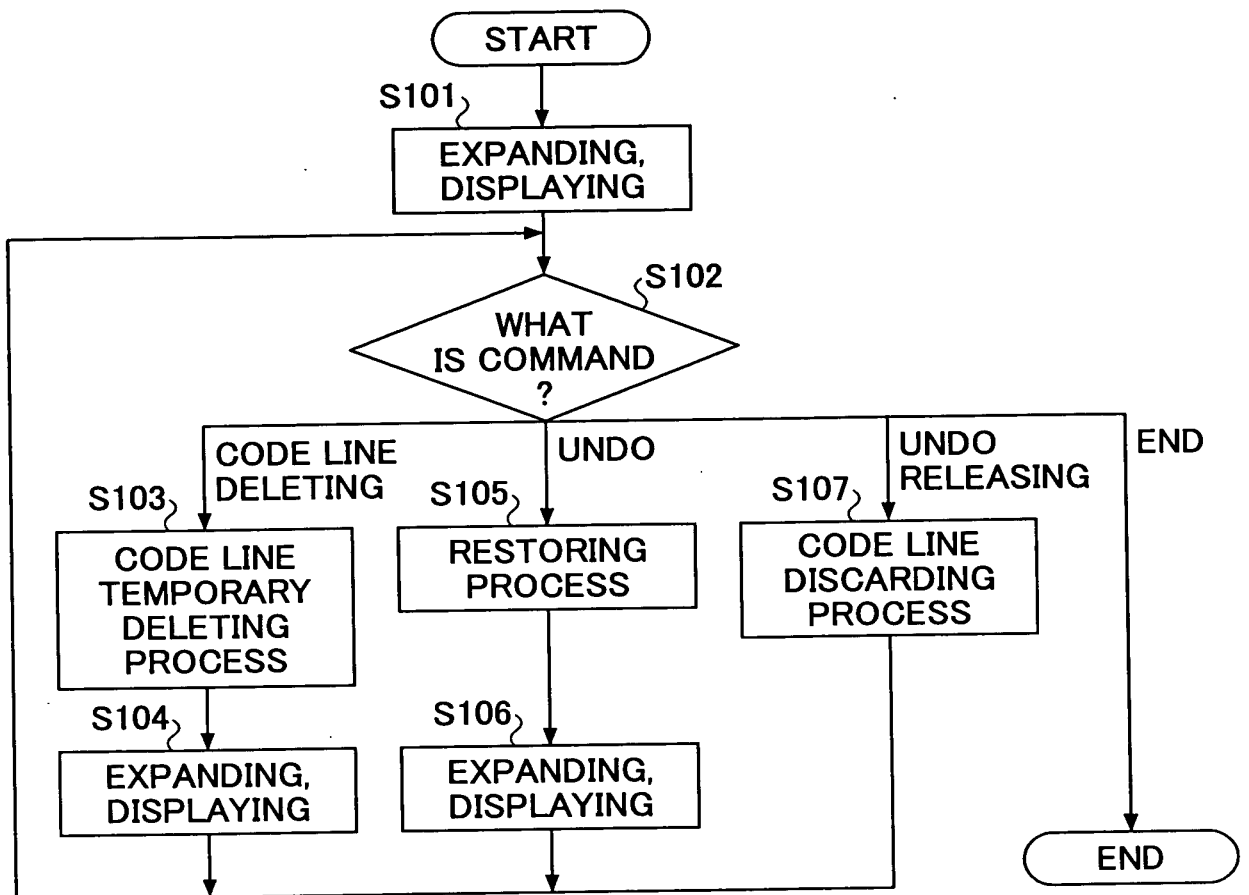 START
S101
EXPANDING,
DISPLAYING
S102
WHAT
IS COMMAND
?
CODE LINE
DELETING
UNDO
UNDO
RELEASING
END
S103
CODE LINE
TEMPORARY
DELETING
PROCESS
S105
RESTORING
PROCESS
S107
CODE LINE
DISCARDING
PROCESS
S104
EXPANDING,
DISPLAYING
S106
EXPANDING,
DISPLAYING
END